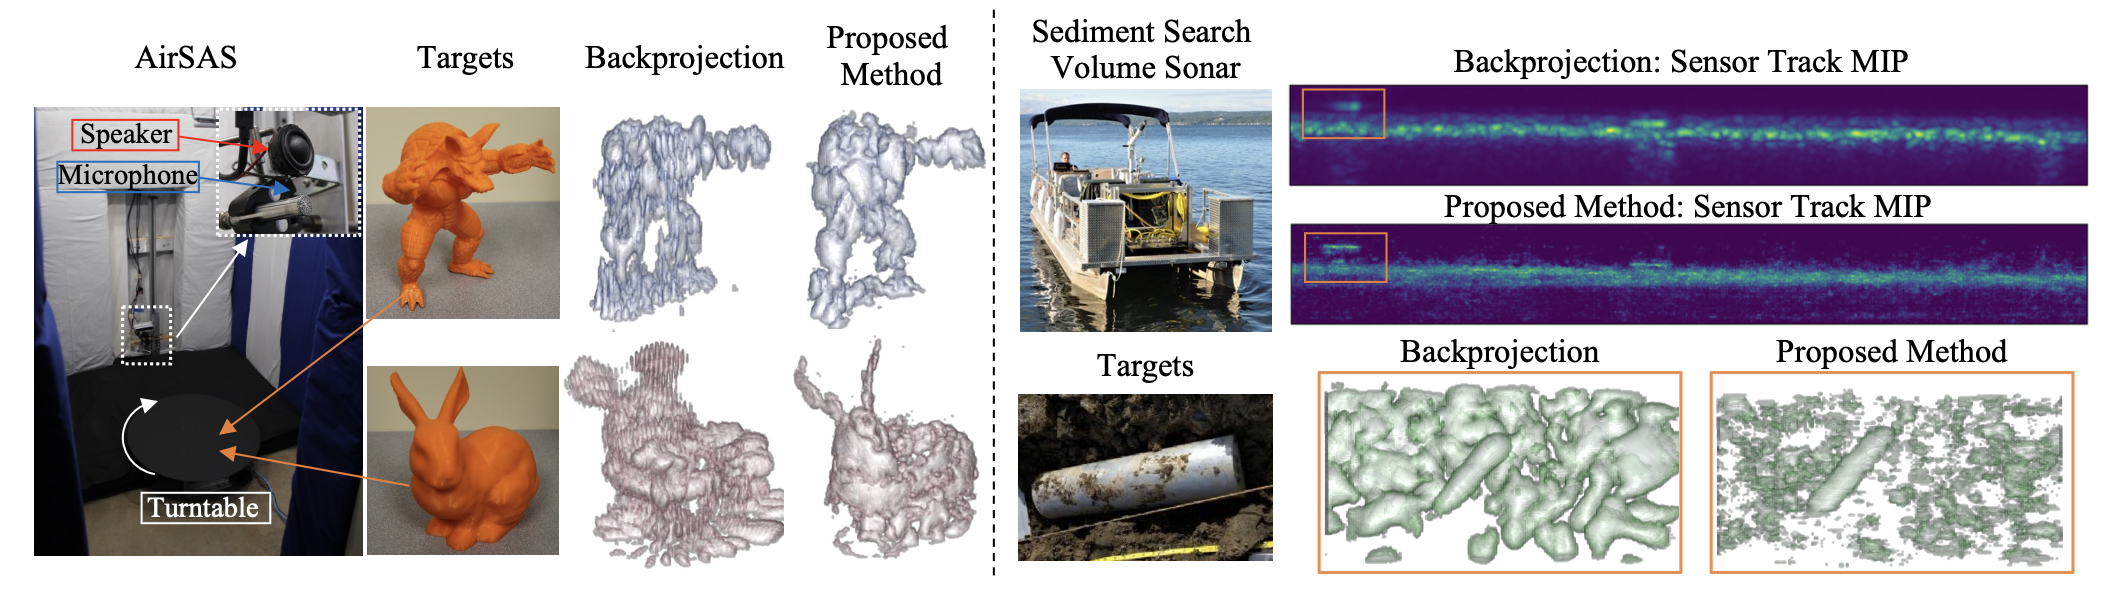 AirSAS
Targets
Backprojection
Proposed
Method
Speaker
Microphone
Turntable
Sediment Search
Volume Sonar
Targets
Backprojection: Sensor Track MIP
Proposed Method: Sensor Track MIP
Backprojection
Proposed Method